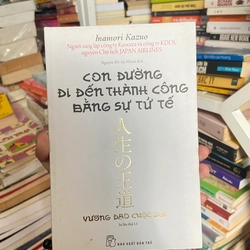 Inamori Kazuo
Người sáng lập công ty Kyocera và công ty KDDI,
nguyên Chủ tịch JAPAN AIRLINES
CON ĐƯỜNG
ĐI ĐẾN THÀNH CÔNG
BẰNG SỰ TỬ TẾ
人生の王道
VƯƠNG ĐẠO CUỘC ĐỜI
NHÀ XUẤT BẢN TRẺ